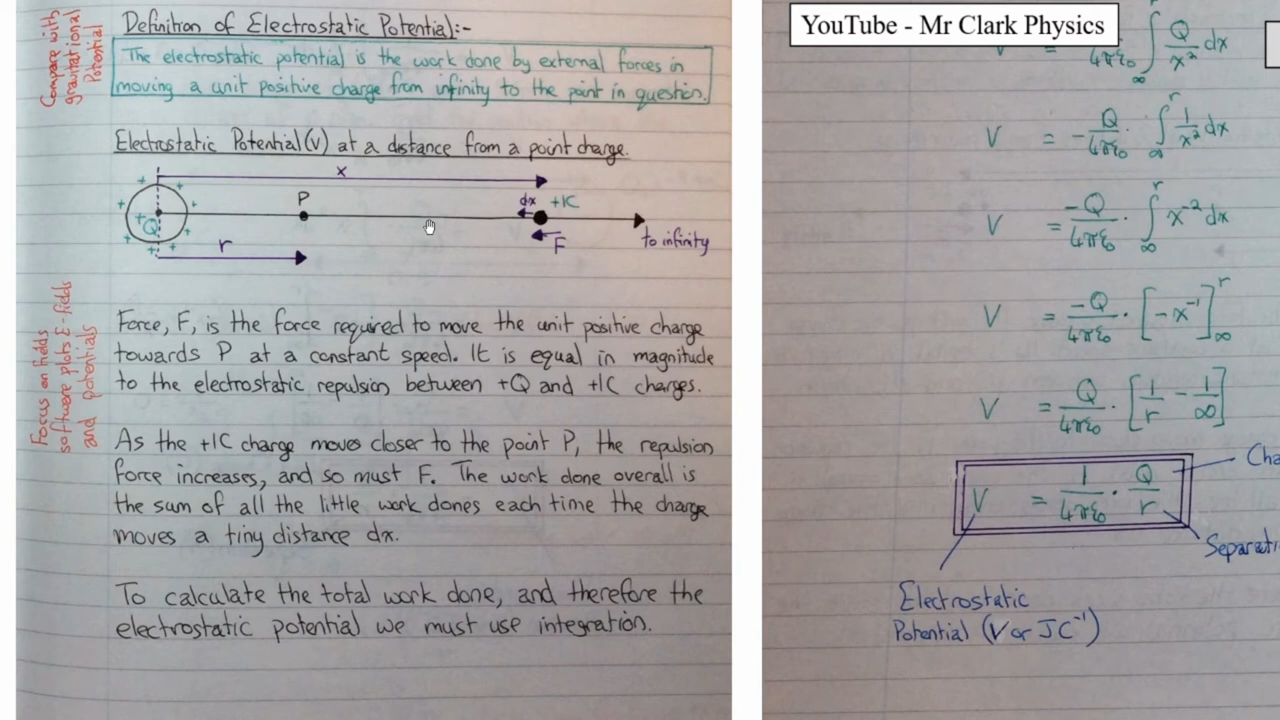 Compare with
gravitational
Potential
Definition of Electrostatic Potential:-
The electrostatic potential is the work done by external forces in
moving a unit positive charge from infinity to the point in question.
Electrostatic Potential (V) at a distance from a point charge.
x
+Q
P
dx
+1C
F
r
to infinity
Focus on fields
software plots E-fields
and potentials
Force, F, is the force required to move the unit positive charge
towards P at a constant speed. It is equal in magnitude
to the electrostatic repulsion between +Q and +1C charges.
As the +1C charge moves closer to the point P, the repulsion
force increases, and so must F. The work done overall is
the sum of all the little work dones each time the charge
moves a tiny distance dx.
To calculate the total work done, and therefore the
electrostatic potential we must use integration.
YouTube - Mr Clark Physics
4πε₀ ∫∞ Q/x² dx
V = -Q/4πε₀ · ∫∞^r 1/x² dx
V = -Q/4πε₀ · ∫∞^r x⁻² dx
V = -Q/4πε₀ · [-x⁻¹]∞^r
V = Q/4πε₀ · [1/r - 1/∞]
V = 1/4πε₀ · Q/r
Electrostatic
Potential (V or JC⁻¹)